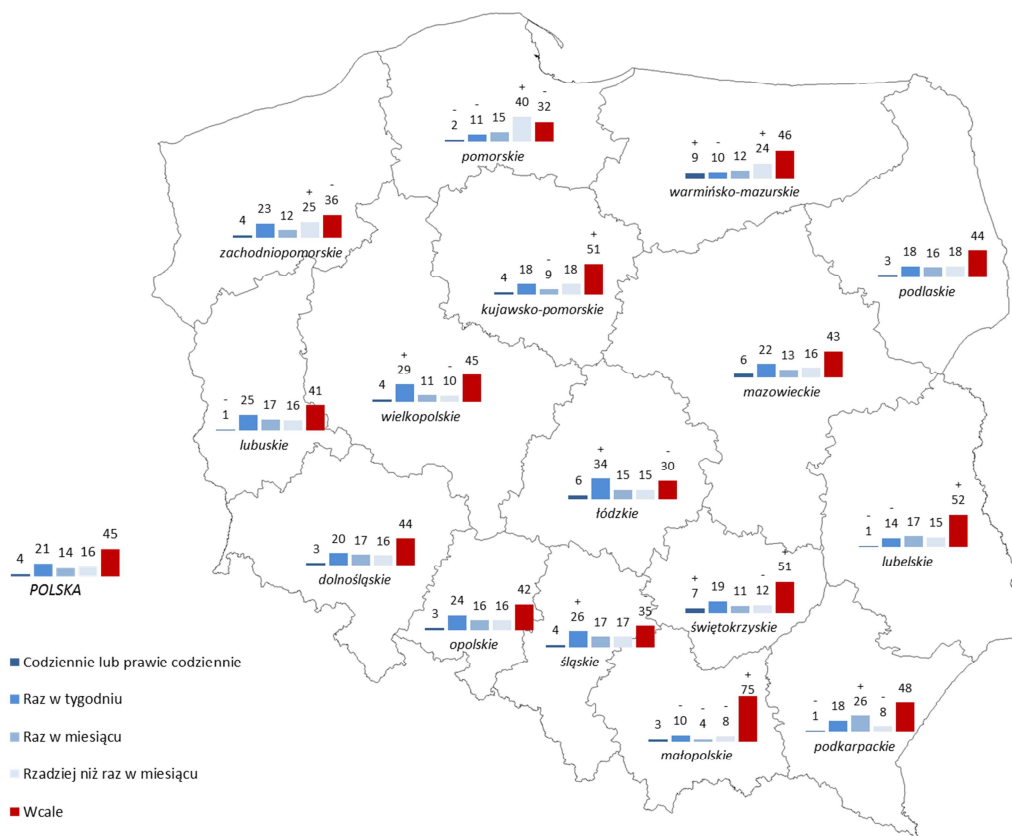 - - + -
2 11 15 40 32
pomorskie
+ - +
9 10 12 24 46
warmińsko-mazurskie
+ -
4 23 12 25 36
zachodniopomorskie
- +
4 18 9 18 51
kujawsko-pomorskie
3 18 16 18 44
podlaskie
+ -
4 29 11 10 45
wielkopolskie
6 22 13 16 43
mazowieckie
-
1 25 17 16 41
lubuskie
+ -
6 34 15 15 30
łódzkie
- - +
1 14 17 15 52
lubelskie
4 21 14 16 45
POLSKA
3 20 17 16 44
dolnośląskie
3 24 16 16 42
opolskie
+ -
4 26 17 17 35
śląskie
+ - +
7 19 11 12 51
świętokrzyskie
- - - +
3 10 4 8 75
małopolskie
- + -
1 18 26 8 48
podkarpackie
Codziennie lub prawie codziennie
Raz w tygodniu
Raz w miesiącu
Rzadziej niż raz w miesiącu
Wcale